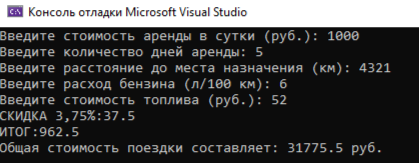 Консоль отладки Microsoft Visual Studio
Введите стоимость аренды в сутки (руб.): 1000
Введите количество дней аренды: 5
Введите расстояние до места назначения (км): 4321
Введите расход бензина (л/100 км): 6
Введите стоимость топлива (руб.): 52
СКИДКА 3,75%:37.5
ИТОГ:962.5
Общая стоимость поездки составляет: 31775.5 руб.